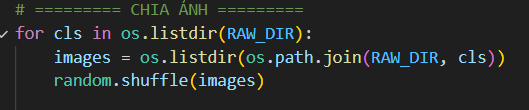 # ========= CHIA ẢNH =========
for cls in os.listdir(RAW_DIR):
    images = os.listdir(os.path.join(RAW_DIR, cls))
    random.shuffle(images)